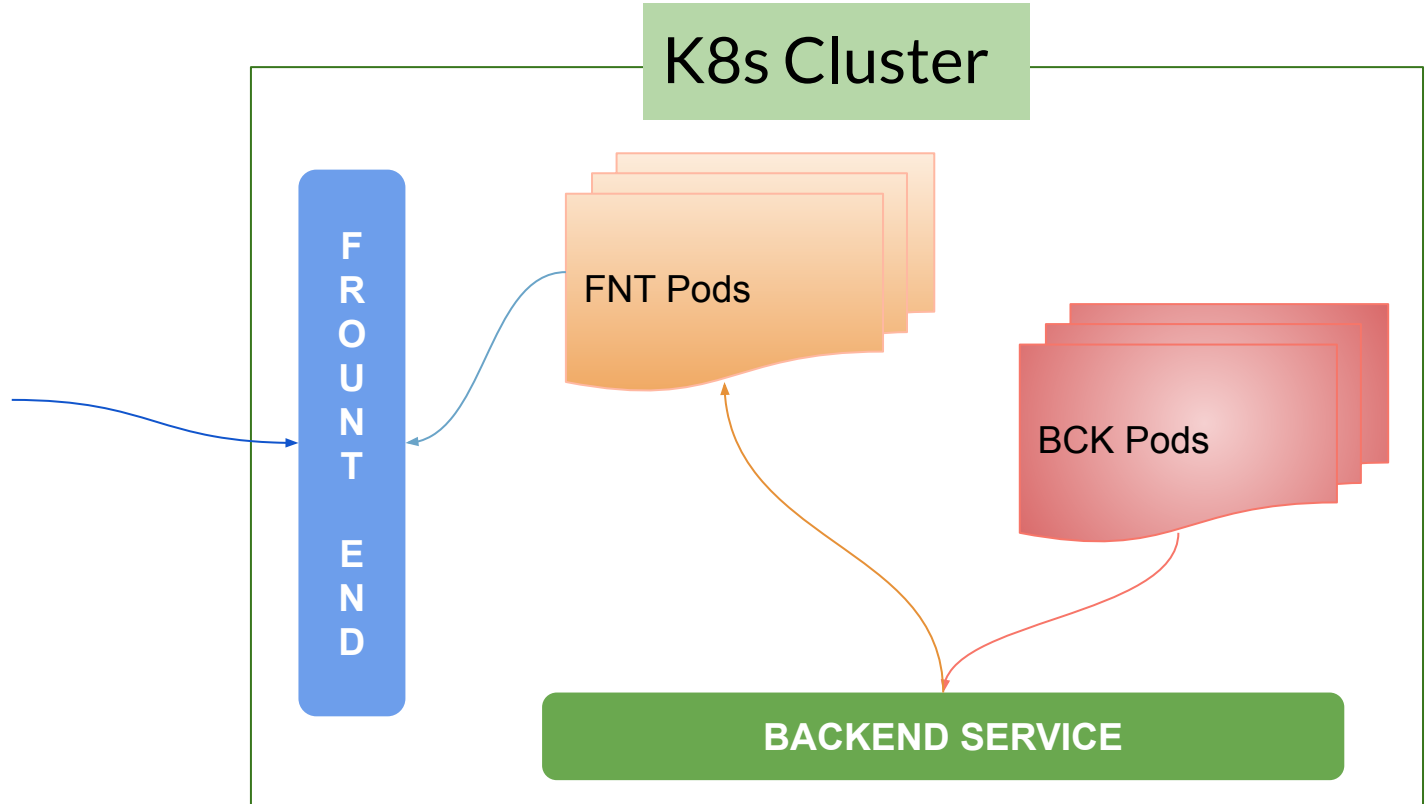 K8s Cluster
F
R
O
U
N
T
E
N
D
FNT Pods
BCK Pods
BACKEND SERVICE